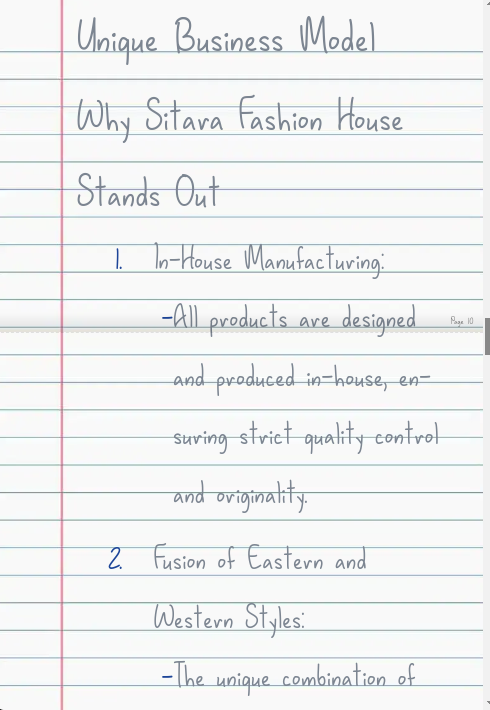 Unique Business Model
Why Sitara Fashion House
Stands Out
1. In-House Manufacturing:
-All products are designed
Page 10
and produced in-house, en-
suring strict quality control
and originality.
2. Fusion of Eastern and
Western Styles:
-The unique combination of